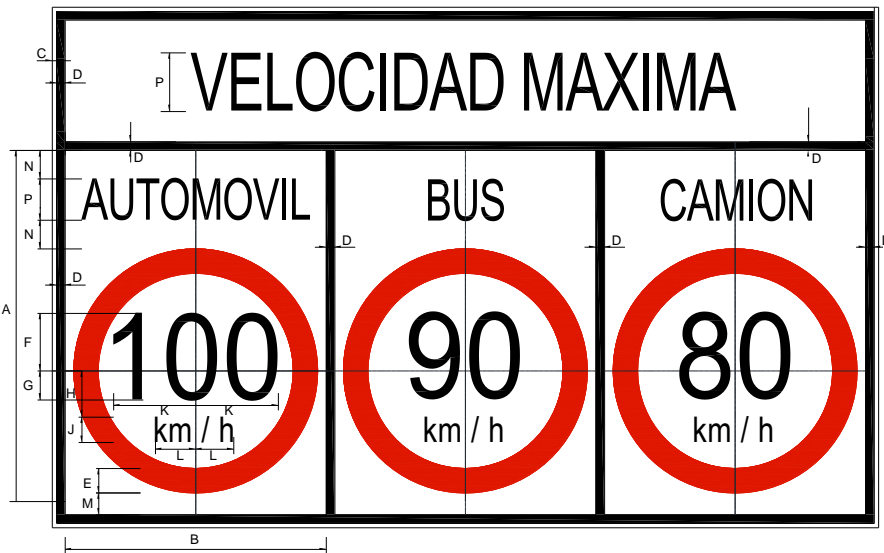 VELOCIDAD MAXIMA
C
D
P
D
D
N
P
N
AUTOMOVIL
BUS
CAMION
D
D
D
A
F
G
H
J
E
M
100
90
80
K K
km / h
km / h
km / h
L L
B